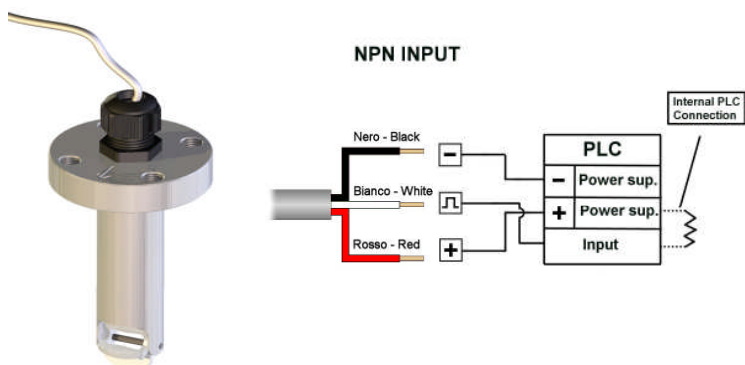 NPN INPUT
Internal PLC
Connection
Nero - Black
Bianco - White
Rosso - Red
PLC
- Power sup.
+ Power sup.
Input